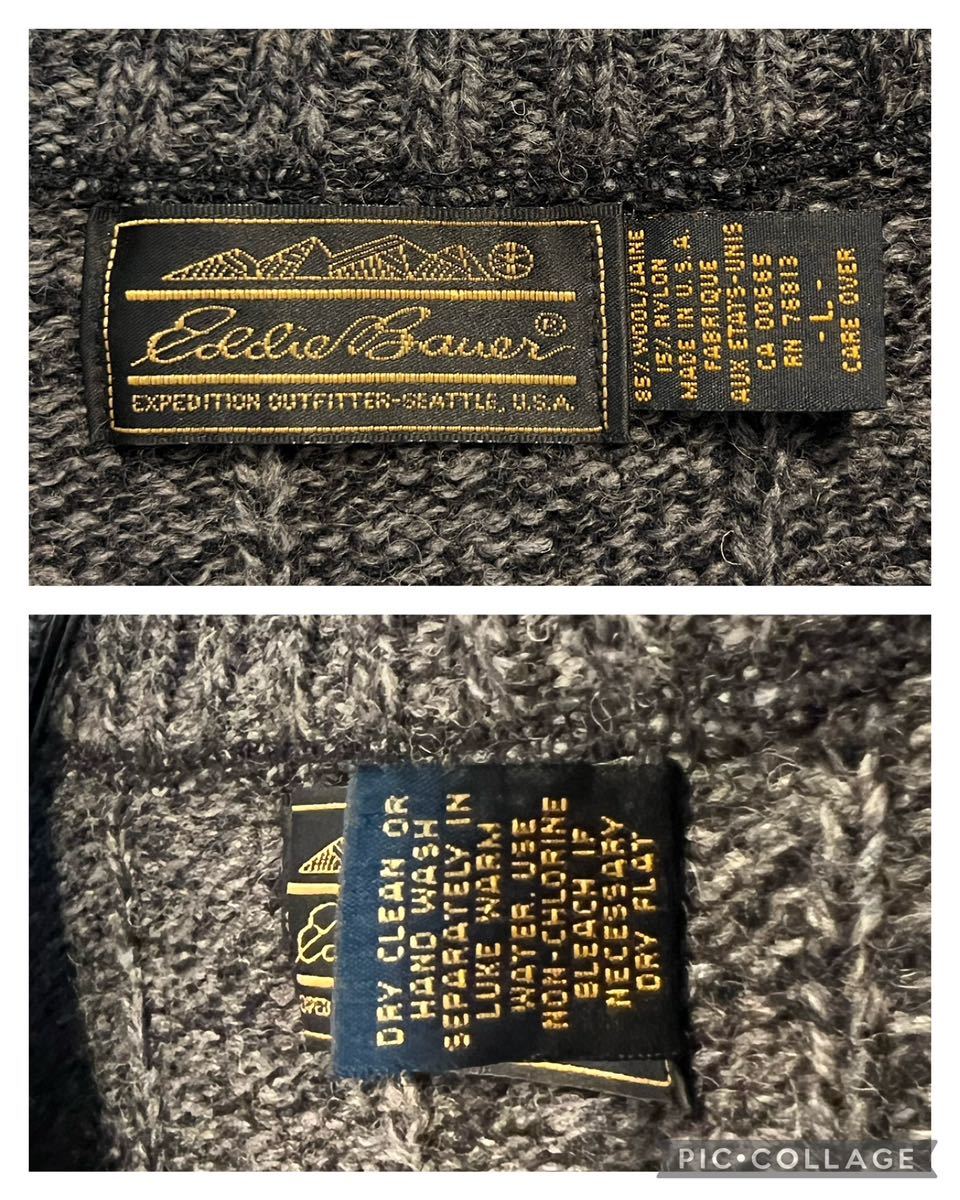 Eddie Bauer®
EXPEDITION OUTFITTER-SEATTLE, U.S.A.
85% WOOL/LAINE
15% NYLON
MADE IN U.S.A.
FABRIQUE
AUX ETATS-UNIS
CA 00665
RN 76813
-L-
CARE OVER
DRY CLEAN OR
HAND WASH
SEPARATELY IN
LUKE WARM
WATER USE
NON-CHLORINE
BLEACH IF
NECESSARY
DRY FLAT
PIC•COLLAGE